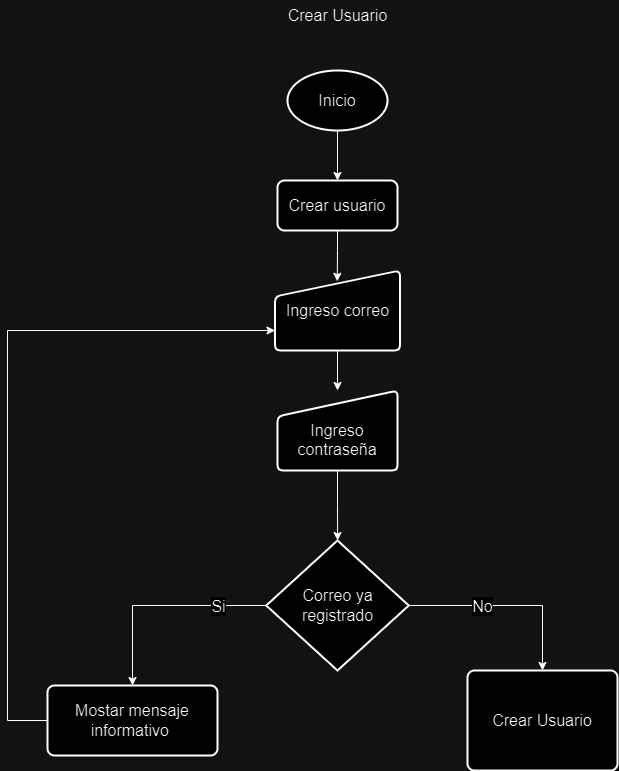 Crear Usuario
Inicio
Crear usuario
Ingreso correo
Ingreso
contraseña
Correo ya
registrado
Si
No
Mostar mensaje
informativo
Crear Usuario